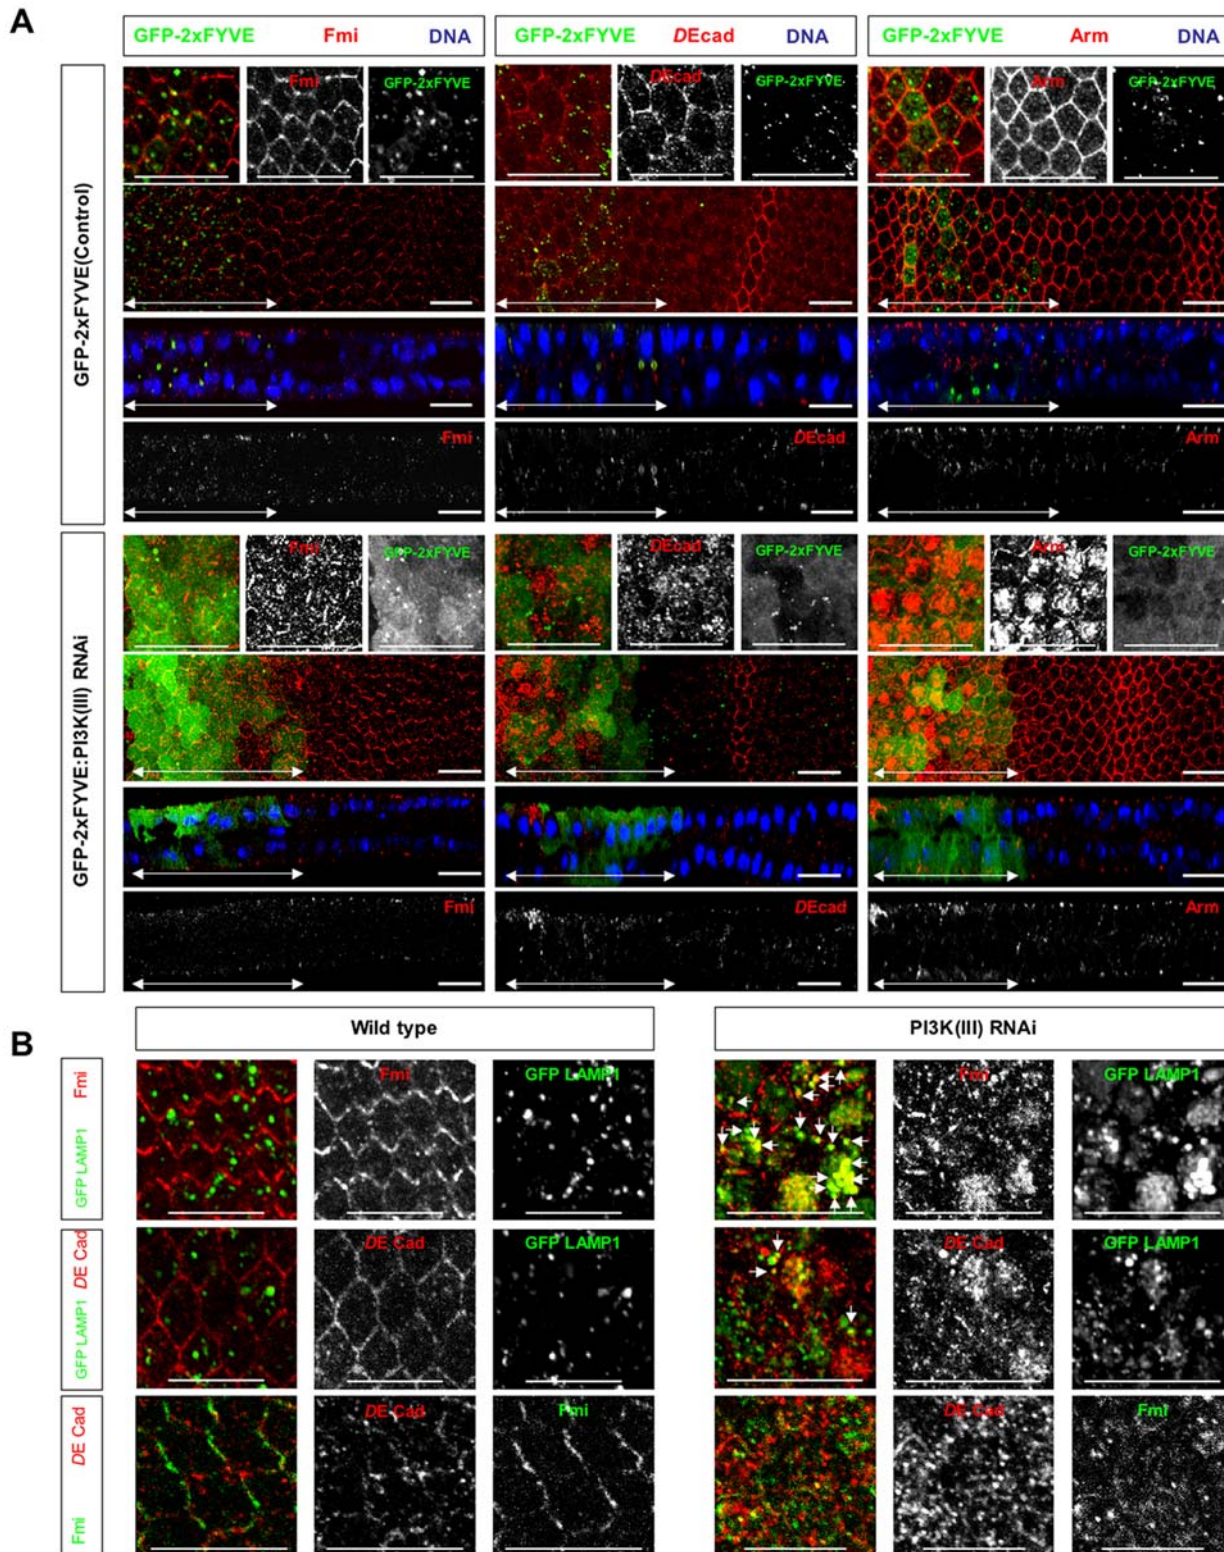 A
GFP-2xFYVE Fmi DNA
GFP-2xFYVE DEcad DNA
GFP-2xFYVE Arm DNA
GFP-2xFYVE(Control)
Fmi GFP-2xFYVE
DEcad GFP-2xFYVE
Arm GFP-2xFYVE
Fmi
DEcad
Arm
GFP-2xFYVE:PI3K(III) RNAi
Fmi GFP-2xFYVE
DEcad GFP-2xFYVE
Arm GFP-2xFYVE
Fmi
DEcad
Arm
B
Wild type
PI3K(III) RNAi
GFP LAMP1 Fmi
Fmi GFP LAMP1
Fmi GFP LAMP1
GFP LAMP1 DE Cad
DE Cad GFP LAMP1
DE Cad GFP LAMP1
Fmi DE Cad
DE Cad Fmi
DE Cad Fmi